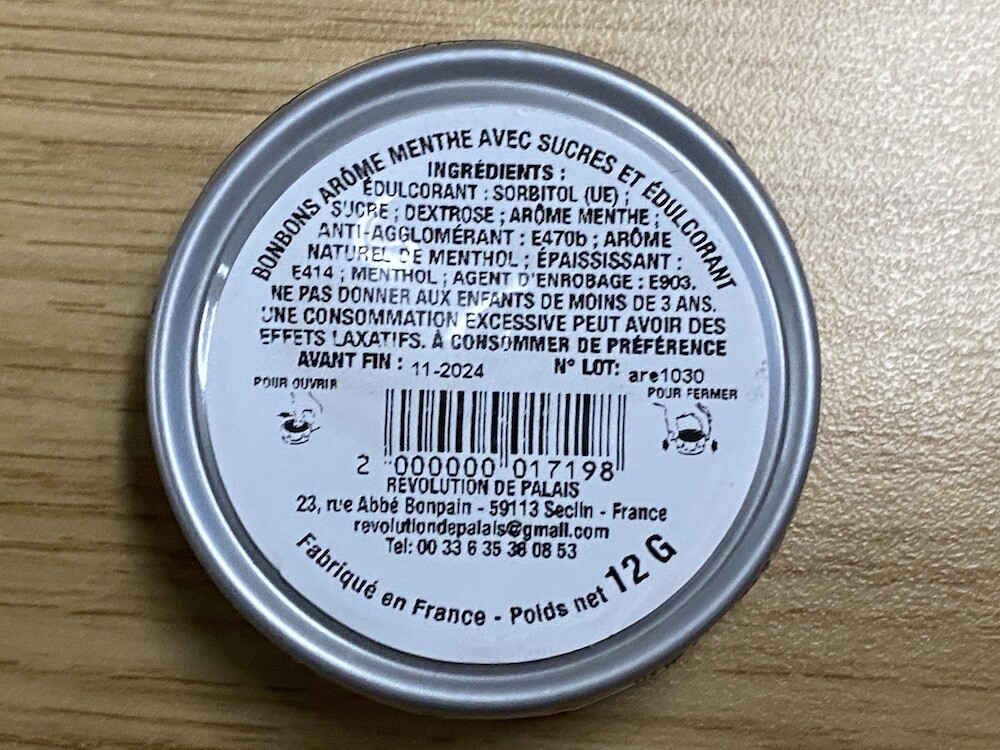 BONBONS ARÔME MENTHE AVEC SUCRES ET ÉDULCORANT
INGRÉDIENTS :
ÉDULCORANT : SORBITOL (UE) ;
SUCRE ; DEXTROSE ; ARÔME MENTHE ;
ANTI-AGGLOMÉRANT : E470b ; ARÔME
NATUREL DE MENTHOL ; ÉPAISSISSANT :
E414 ; MENTHOL ; AGENT D'ENROBAGE : E903.
NE PAS DONNER AUX ENFANTS DE MOINS DE 3 ANS.
UNE CONSOMMATION EXCESSIVE PEUT AVOIR DES
EFFETS LAXATIFS. À CONSOMMER DE PRÉFÉRENCE
AVANT FIN : 11-2024 N° LOT: are1030
POUR OUVRIR POUR FERMER
2 000000 017198
REVOLUTION DE PALAIS
23, rue Abbé Bonpain - 59113 Seclin - France
revolutiondepalais@gmail.com
Tel: 00 33 6 35 38 08 53
Fabriqué en France - Poids net 12 G